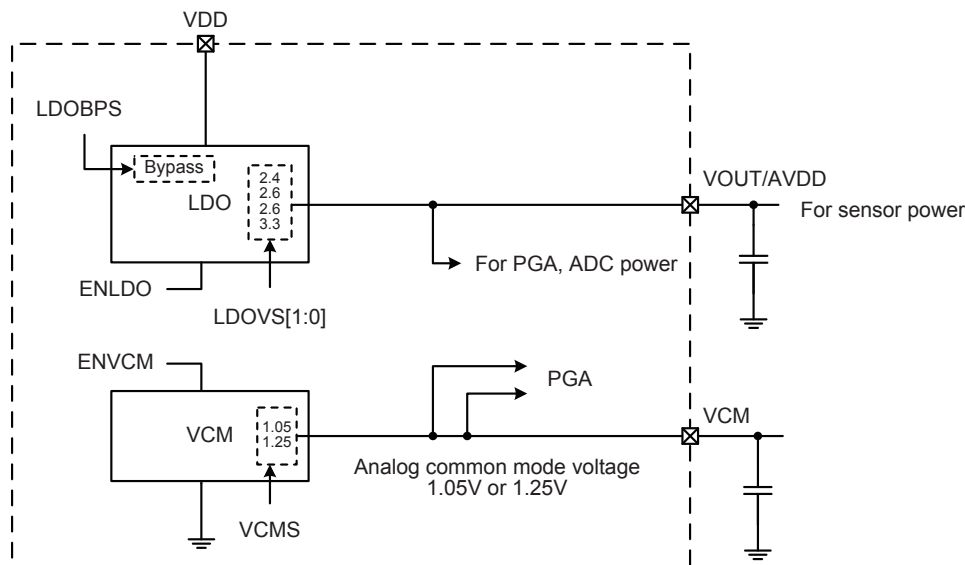 VDD
LDOBPS
Bypass
LDO
2.4
2.6
2.6
3.3
VOUT/AVDD
For sensor power
For PGA, ADC power
ENLDO
LDOVS[1:0]
ENVCM
PGA
VCM
1.05
1.25
VCM
Analog common mode voltage
1.05V or 1.25V
VCMS